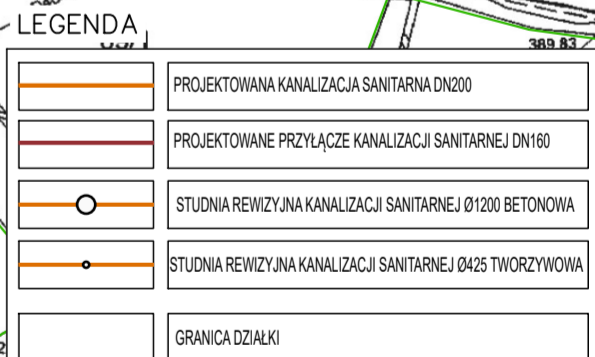 LEGENDA
389.83
PROJEKTOWANA KANALIZACJA SANITARNA DN200
PROJEKTOWANE PRZYŁĄCZE KANALIZACJI SANITARNEJ DN160
STUDNIA REWIZYJNA KANALIZACJI SANITARNEJ Ø1200 BETONOWA
STUDNIA REWIZYJNA KANALIZACJI SANITARNEJ Ø425 TWORZYWOWA
GRANICA DZIAŁKI